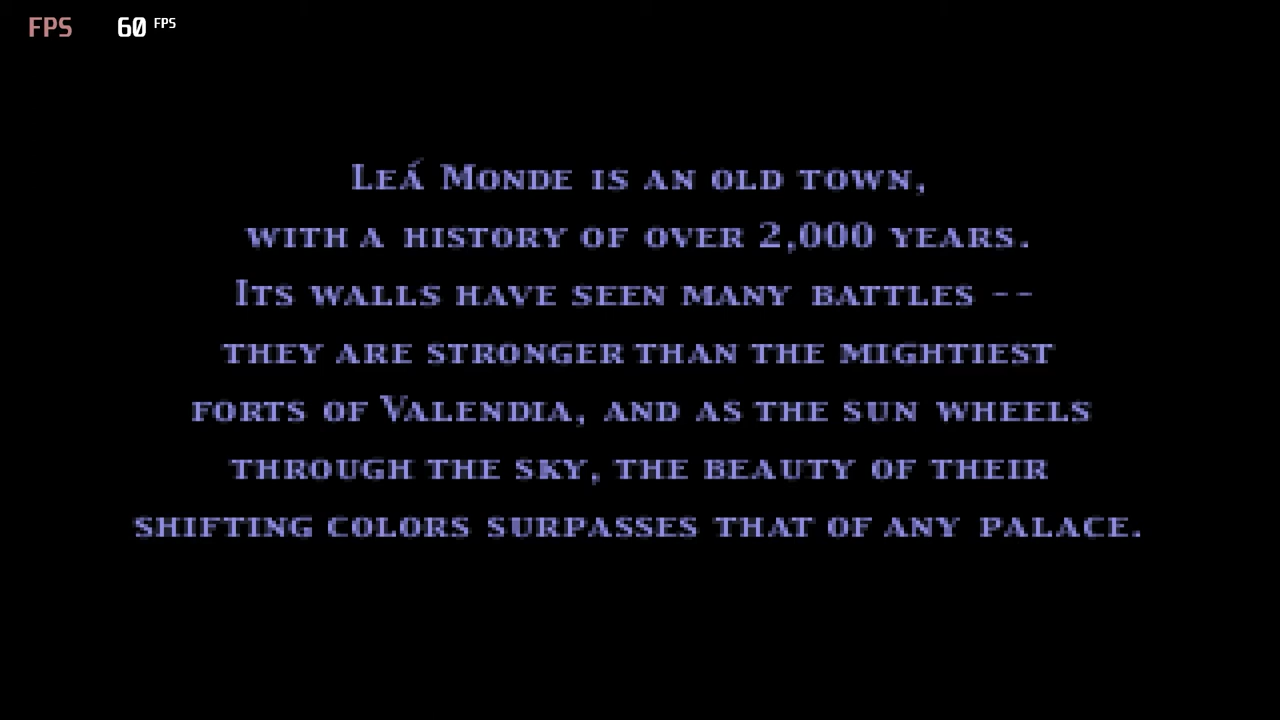 FPS 60 FPS
Leá Monde is an old town,
with a history of over 2,000 years.
Its walls have seen many battles --
they are stronger than the mightiest
forts of Valendia, and as the sun wheels
through the sky, the beauty of their
shifting colors surpasses that of any palace.